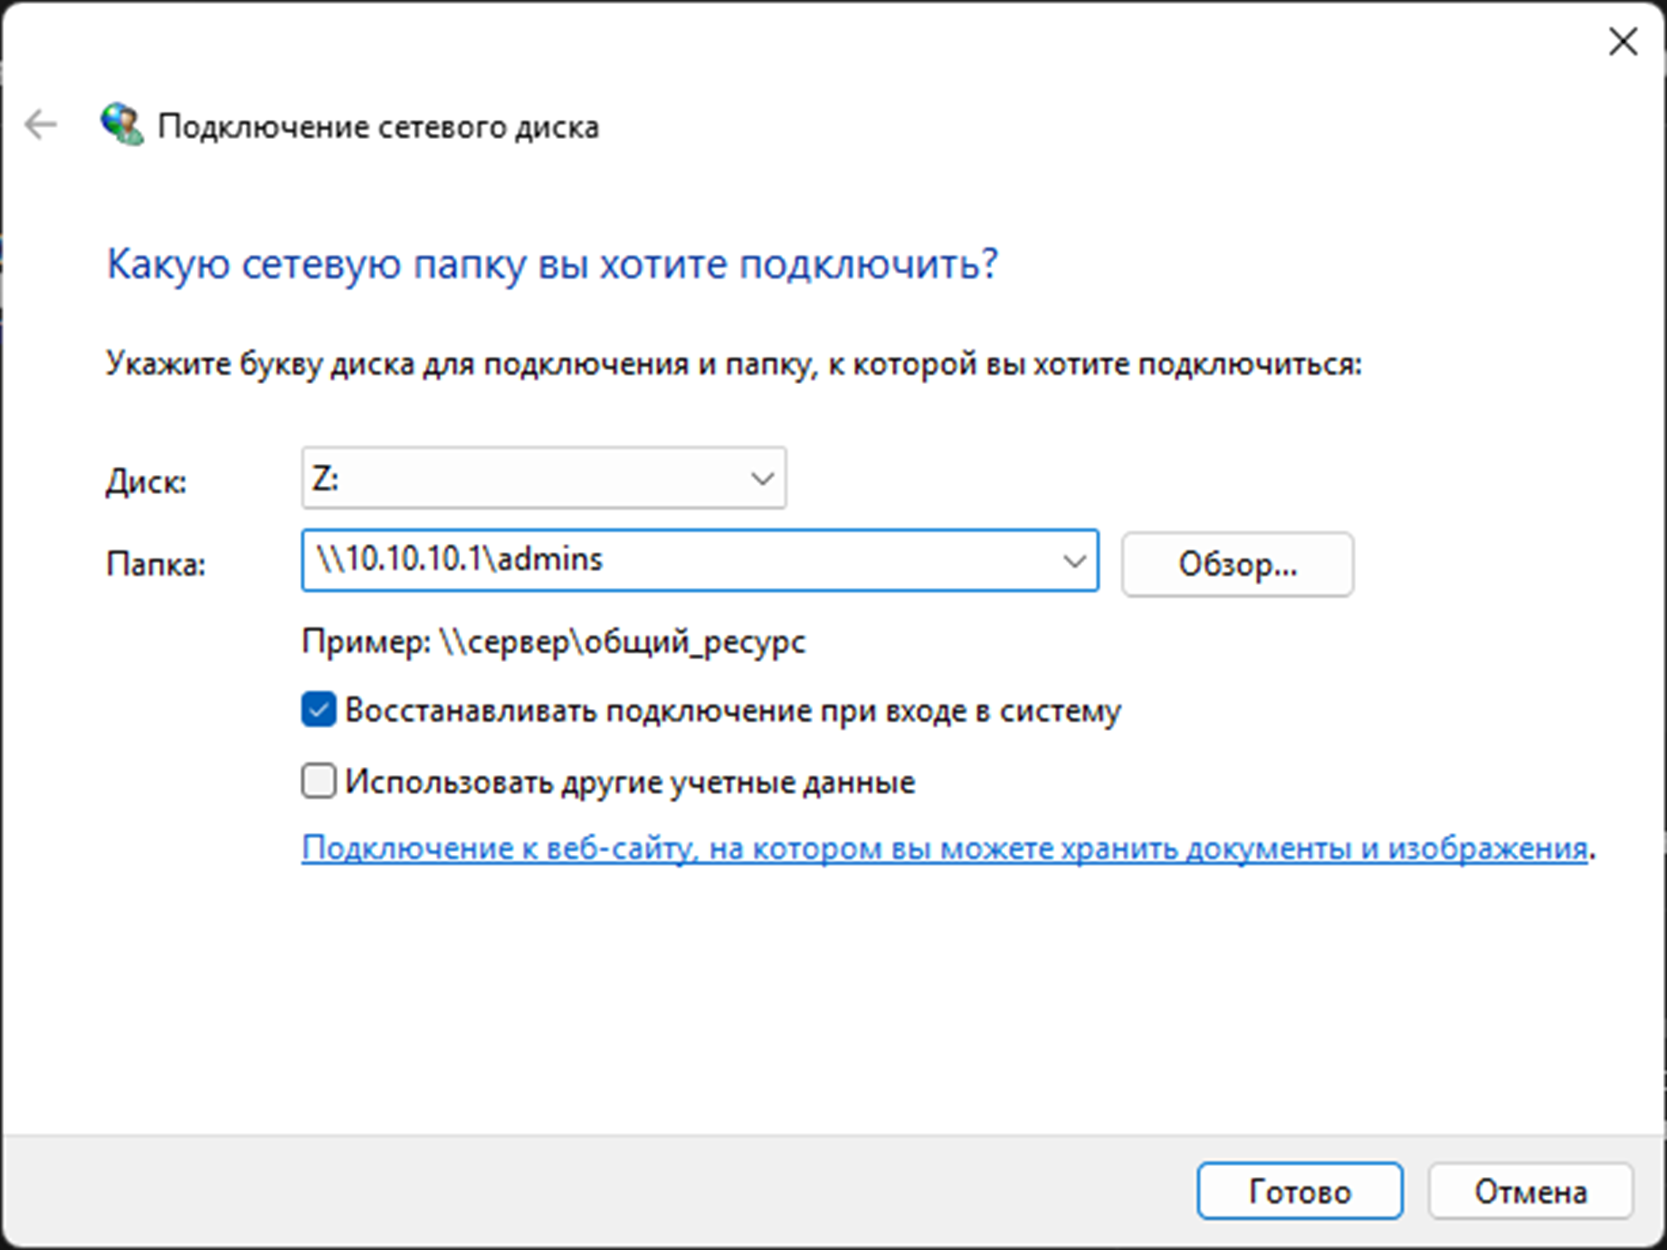 Подключение сетевого диска
Какую сетевую папку вы хотите подключить?
Укажите букву диска для подключения и папку, к которой вы хотите подключиться:
Диск: Z:
Папка: \\10.10.10.1\admins Обзор...
Пример: \\сервер\общий_ресурс
Восстанавливать подключение при входе в систему
Использовать другие учетные данные
Подключение к веб-сайту, на котором вы можете хранить документы и изображения.
Готово Отмена